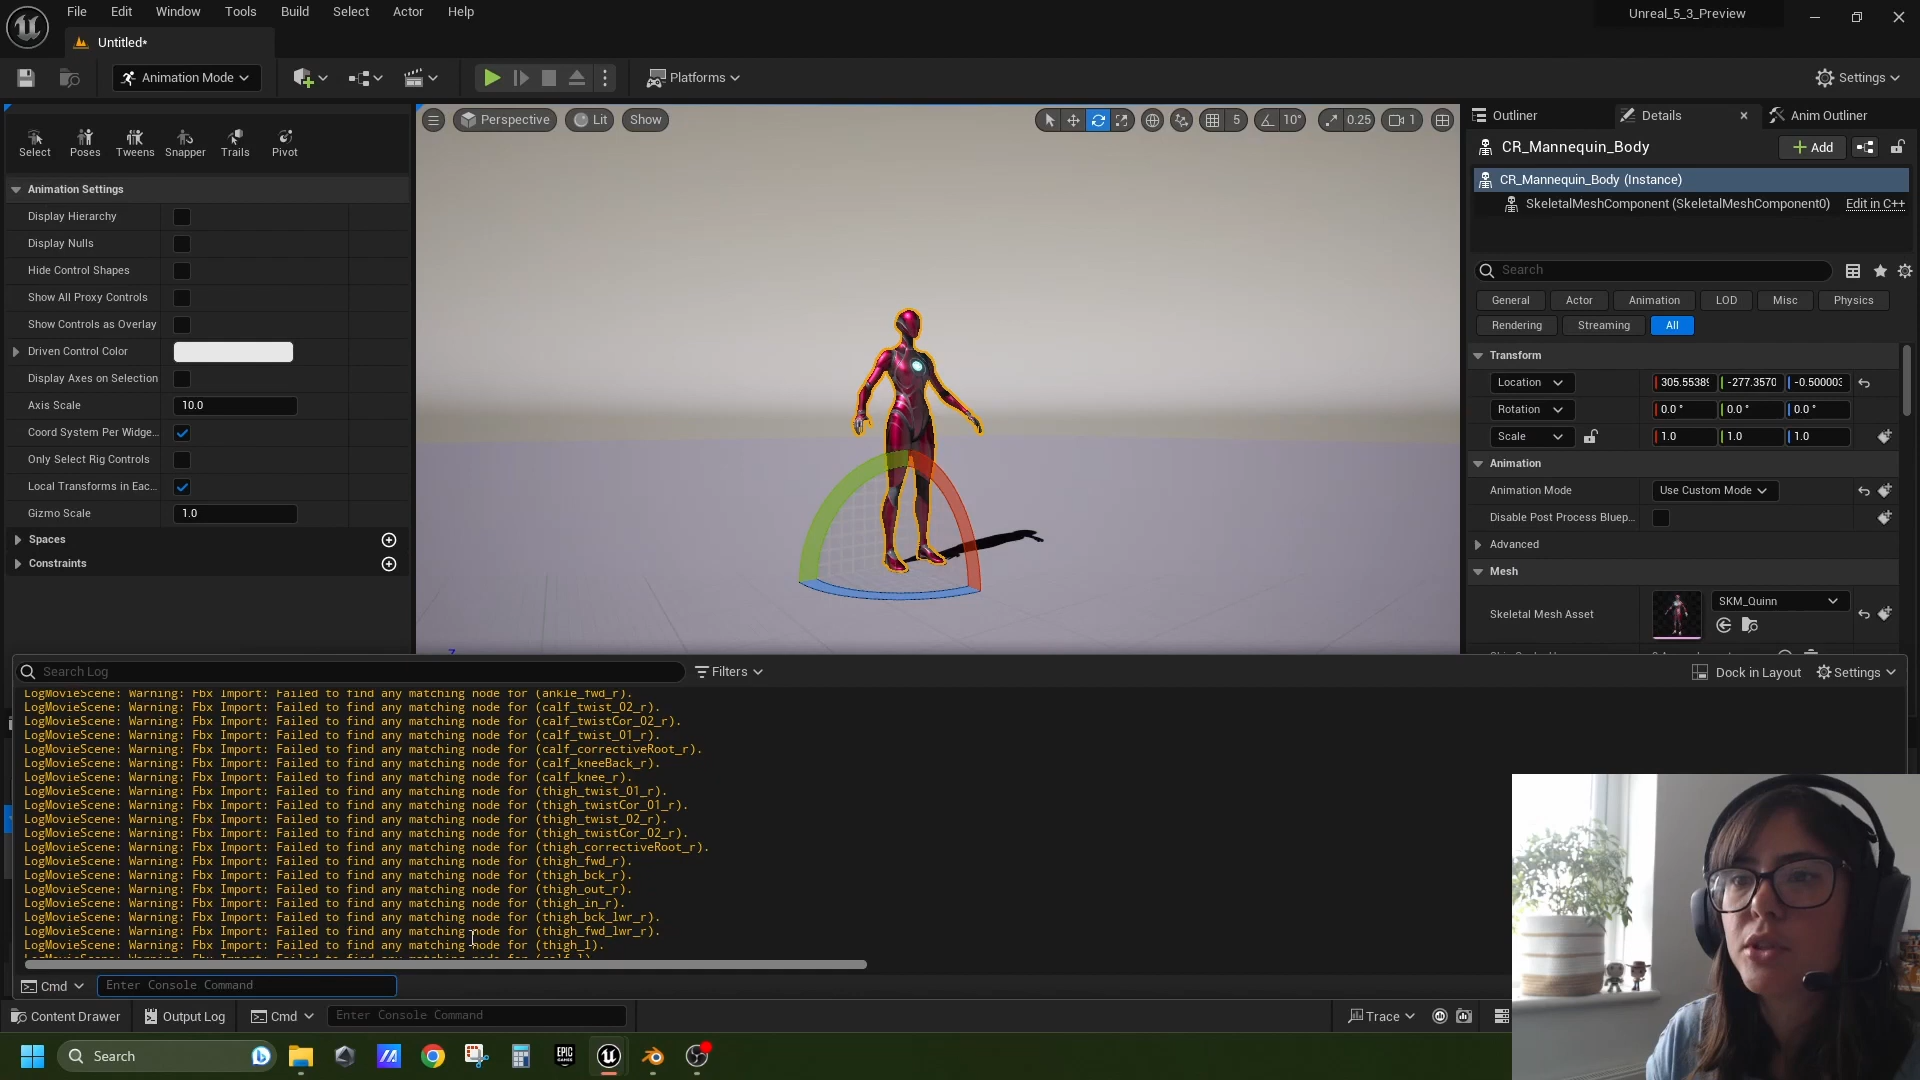 File Edit Window Tools Build Select Actor Help
Unreal_5_3_Preview
Untitled*
Animation Mode
Platforms
Settings
Select Poses Tweens Snapper Trails Pivot
Animation Settings
Display Hierarchy
Display Nulls
Hide Control Shapes
Show All Proxy Controls
Show Controls as Overlay
Driven Control Color
Display Axes on Selection
Axis Scale 10.0
Coord System Per Widge...
Only Select Rig Controls
Local Transforms in Eac...
Gizmo Scale 1.0
Spaces
Constraints
Perspective Lit Show
5 10° 0.25 1
Outliner Details Anim Outliner
CR_Mannequin_Body Add
CR_Mannequin_Body (Instance)
SkeletalMeshComponent (SkeletalMeshComponent0) Edit in C++
Search
General Actor Animation LOD Misc Physics
Rendering Streaming All
Transform
Location 305.55389 -277.3570 -0.500003
Rotation 0.0 ° 0.0 ° 0.0 °
Scale 1.0 1.0 1.0
Animation
Animation Mode Use Custom Mode
Disable Post Process Bluep...
Advanced
Mesh
Skeletal Mesh Asset SKM_Quinn
Search Log Filters
Dock in Layout Settings
LogMovieScene: Warning: Fbx Import: Failed to find any matching node for (ankle_fwd_r).
LogMovieScene: Warning: Fbx Import: Failed to find any matching node for (calf_twist_02_r).
LogMovieScene: Warning: Fbx Import: Failed to find any matching node for (calf_twistCor_02_r).
LogMovieScene: Warning: Fbx Import: Failed to find any matching node for (calf_twist_01_r).
LogMovieScene: Warning: Fbx Import: Failed to find any matching node for (calf_correctiveRoot_r).
LogMovieScene: Warning: Fbx Import: Failed to find any matching node for (calf_kneeBack_r).
LogMovieScene: Warning: Fbx Import: Failed to find any matching node for (calf_knee_r).
LogMovieScene: Warning: Fbx Import: Failed to find any matching node for (thigh_twist_01_r).
LogMovieScene: Warning: Fbx Import: Failed to find any matching node for (thigh_twistCor_01_r).
LogMovieScene: Warning: Fbx Import: Failed to find any matching node for (thigh_twist_02_r).
LogMovieScene: Warning: Fbx Import: Failed to find any matching node for (thigh_twistCor_02_r).
LogMovieScene: Warning: Fbx Import: Failed to find any matching node for (thigh_correctiveRoot_r).
LogMovieScene: Warning: Fbx Import: Failed to find any matching node for (thigh_fwd_r).
LogMovieScene: Warning: Fbx Import: Failed to find any matching node for (thigh_bck_r).
LogMovieScene: Warning: Fbx Import: Failed to find any matching node for (thigh_out_r).
LogMovieScene: Warning: Fbx Import: Failed to find any matching node for (thigh_in_r).
LogMovieScene: Warning: Fbx Import: Failed to find any matching node for (thigh_bck_lwr_r).
LogMovieScene: Warning: Fbx Import: Failed to find any matching node for (thigh_fwd_lwr_r).
LogMovieScene: Warning: Fbx Import: Failed to find any matching node for (thigh_l).
Cmd Enter Console Command
Content Drawer Output Log Cmd Enter Console Command Trace
Search
EPIC GAMES